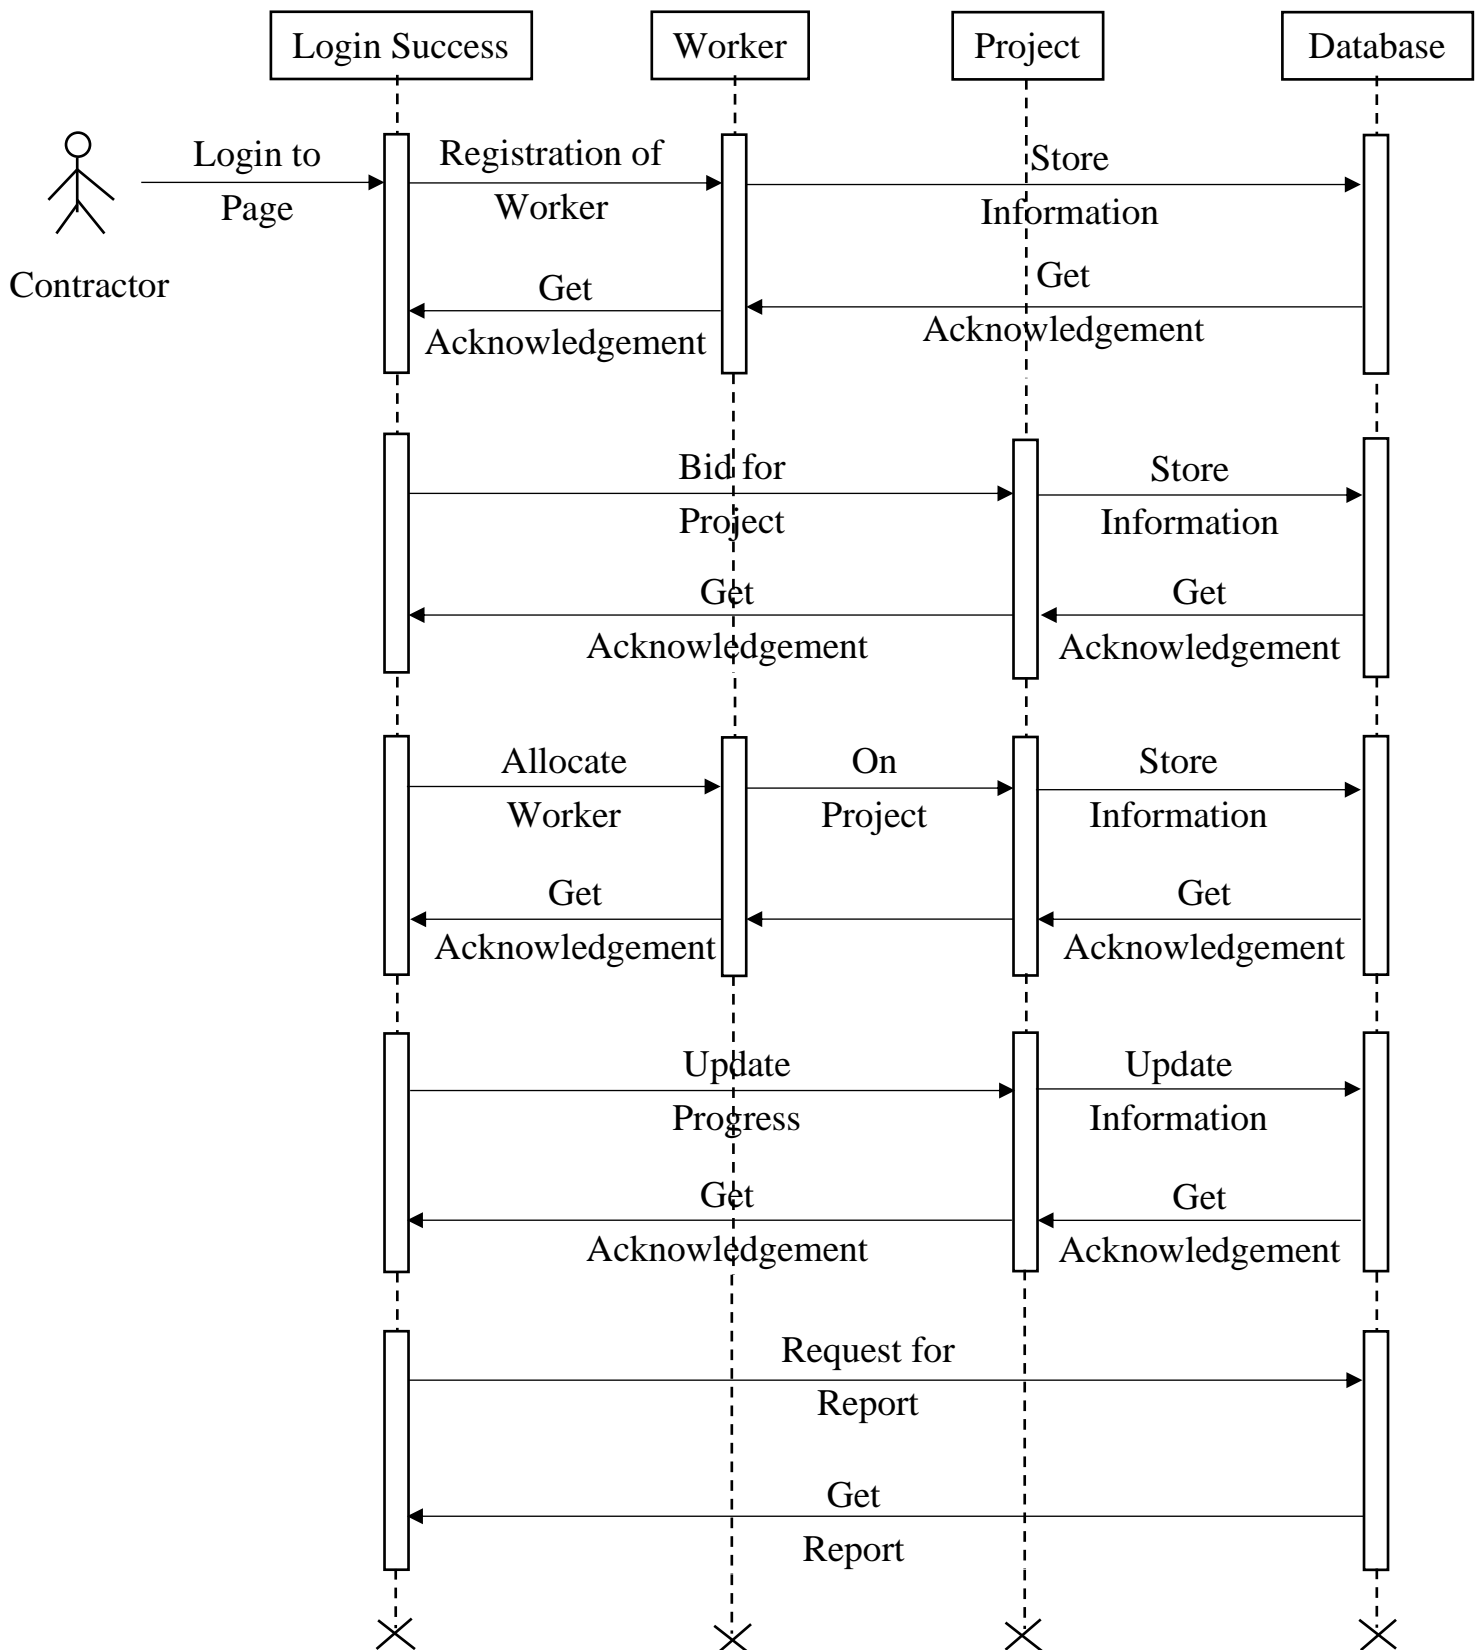 Login Success
Worker
Project
Database
Login to
Page
Registration of
Worker
Store
Information
Contractor
Get
Acknowledgement
Get
Acknowledgement
Bid for
Project
Store
Information
Get
Acknowledgement
Get
Acknowledgement
Allocate
Worker
On
Project
Store
Information
Get
Acknowledgement
Get
Acknowledgement
Update
Progress
Update
Information
Get
Acknowledgement
Get
Acknowledgement
Request for
Report
Get
Report